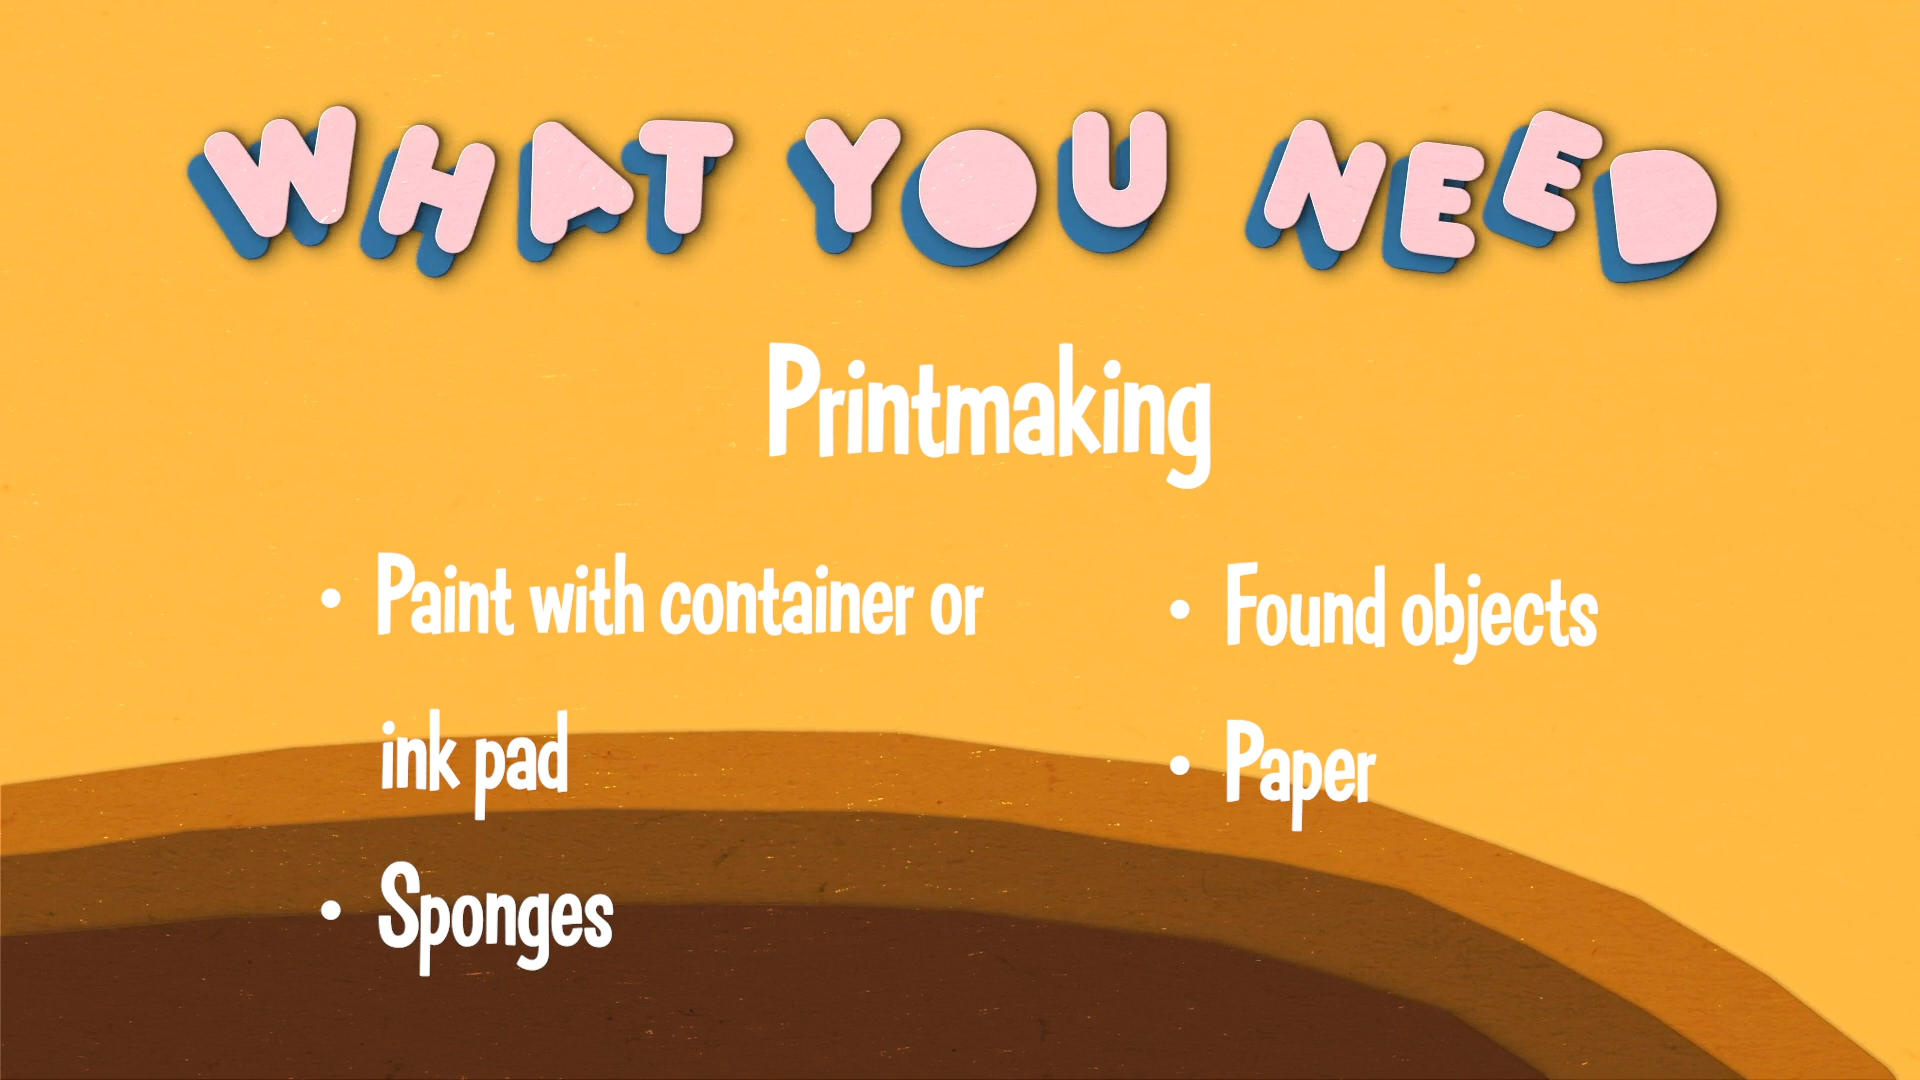 WHAT YOU NEED
Printmaking
• Paint with container or
ink pad
• Sponges
• Found objects
• Paper